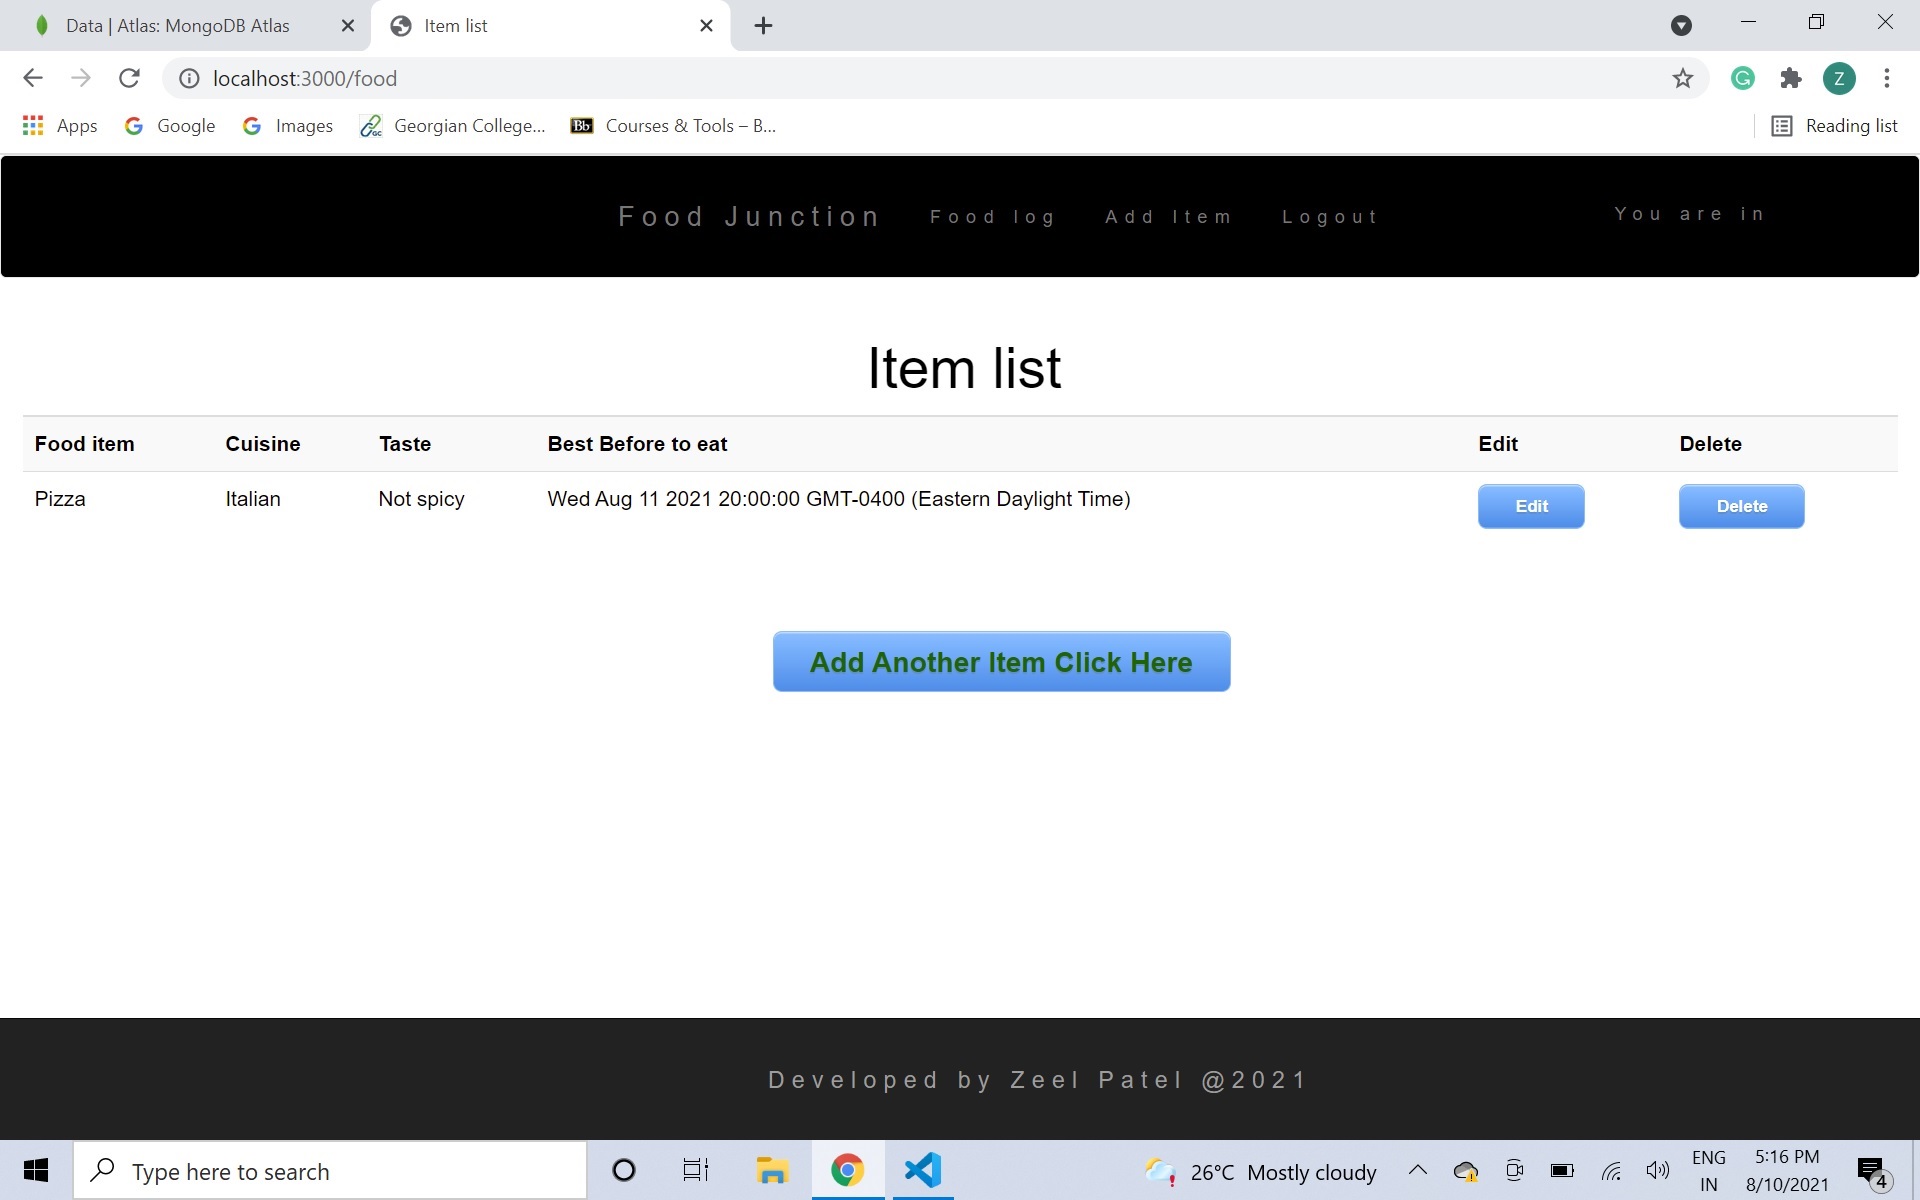 Data | Atlas: MongoDB Atlas
Item list
localhost:3000/food
Z
Apps
Google
Images
Georgian College...
Bb
Courses & Tools – B...
Reading list
Food Junction
Food log
Add Item
Logout
You are in
Item list
Food item Cuisine Taste Best Before to eat Edit Delete
Pizza Italian Not spicy Wed Aug 11 2021 20:00:00 GMT-0400 (Eastern Daylight Time) Edit Delete
Add Another Item Click Here
Developed by Zeel Patel @2021
Type here to search
26°C Mostly cloudy
ENG
IN
5:16 PM
8/10/2021
4